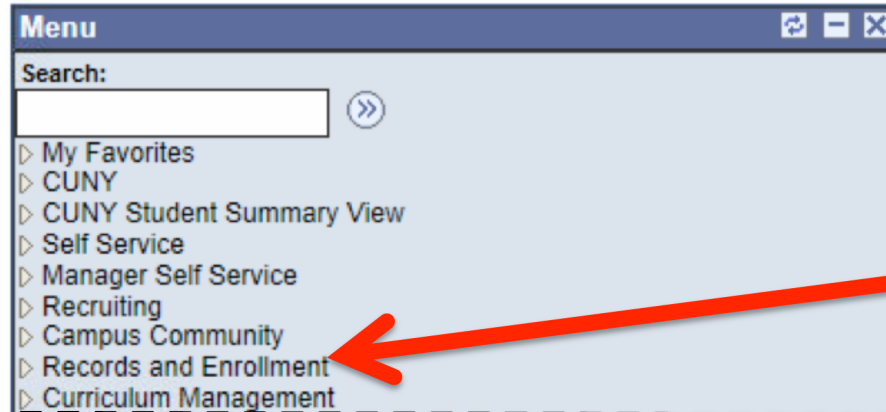 Menu
Search:
My Favorites
CUNY
CUNY Student Summary View
Self Service
Manager Self Service
Recruiting
Campus Community
Records and Enrollment
Curriculum Management